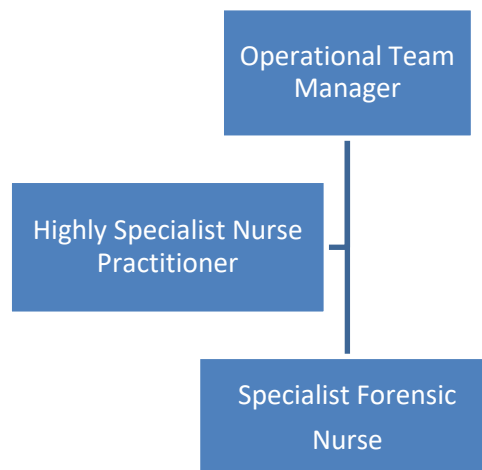 Operational Team
Manager
Highly Specialist Nurse
Practitioner
Specialist Forensic
Nurse